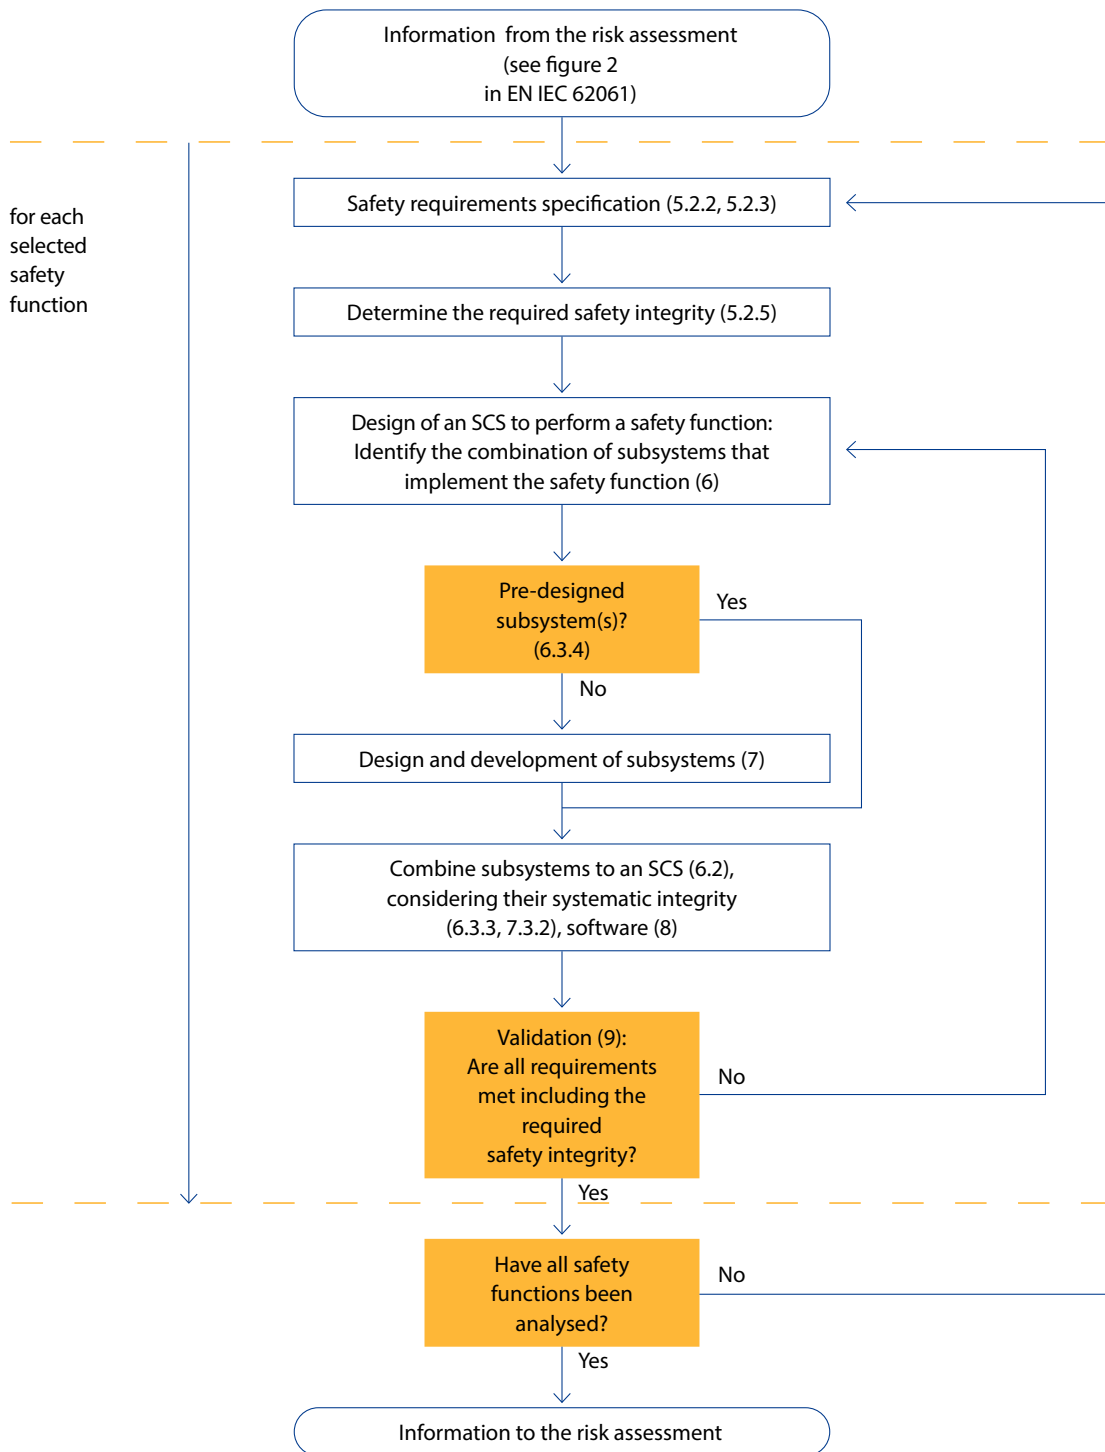 Information from the risk assessment
(see figure 2
in EN IEC 62061)
for each
selected
safety
function
Safety requirements specification (5.2.2, 5.2.3)
Determine the required safety integrity (5.2.5)
Design of an SCS to perform a safety function:
Identify the combination of subsystems that
implement the safety function (6)
Pre-designed
subsystem(s)?
(6.3.4)
Yes
No
Design and development of subsystems (7)
Combine subsystems to an SCS (6.2),
considering their systematic integrity
(6.3.3, 7.3.2), software (8)
Validation (9):
Are all requirements
met including the
required
safety integrity?
No
Yes
Have all safety
functions been
analysed?
No
Yes
Information to the risk assessment